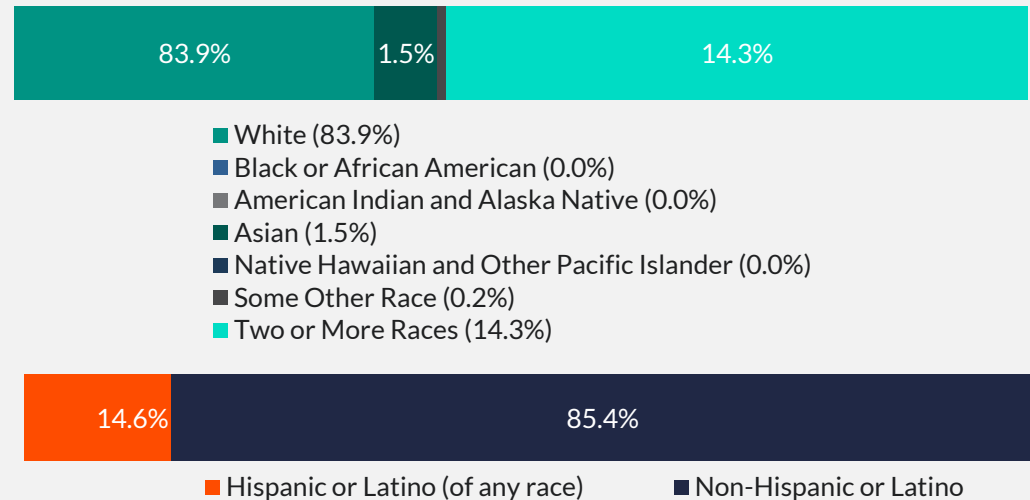 83.9% 1.5% 14.3%
White (83.9%)
Black or African American (0.0%)
American Indian and Alaska Native (0.0%)
Asian (1.5%)
Native Hawaiian and Other Pacific Islander (0.0%)
Some Other Race (0.2%)
Two or More Races (14.3%)
14.6% 85.4%
Hispanic or Latino (of any race) Non-Hispanic or Latino